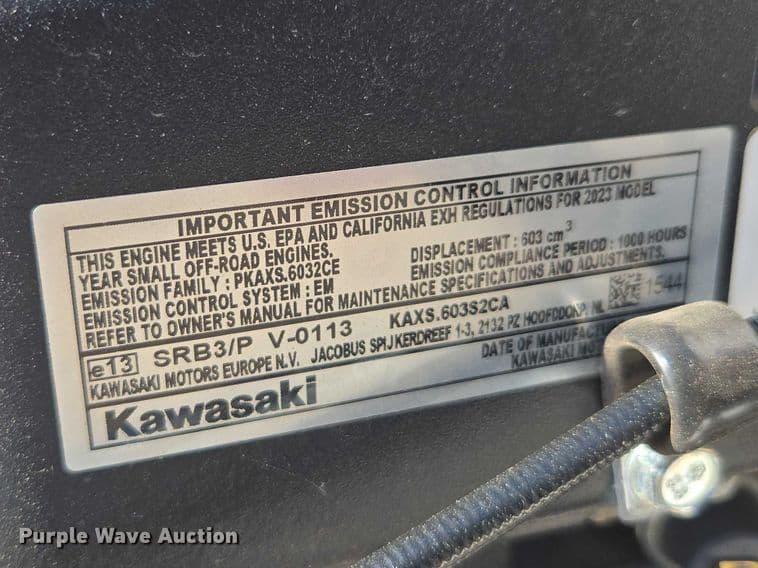 IMPORTANT EMISSION CONTROL INFORMATION
THIS ENGINE MEETS U.S. EPA AND CALIFORNIA EXH REGULATIONS FOR 2023 MODEL
YEAR SMALL OFF-ROAD ENGINES.
EMISSION FAMILY : PKAXS.6032CE DISPLACEMENT : 603 cm3
EMISSION CONTROL SYSTEM : EM EMISSION COMPLIANCE PERIOD : 1000 HOURS
REFER TO OWNER'S MANUAL FOR MAINTENANCE SPECIFICATIONS AND ADJUSTMENTS.
e13 SRB3/P V-0113 KAXS.603S2CA 1544
KAWASAKI MOTORS EUROPE N.V. JACOBUS SPIJKERDREEF 1-3, 2132 PZ HOOFDDORP, NL
Kawasaki DATE OF MANUFACTUR
KAWASAKI MO
Purple Wave Auction